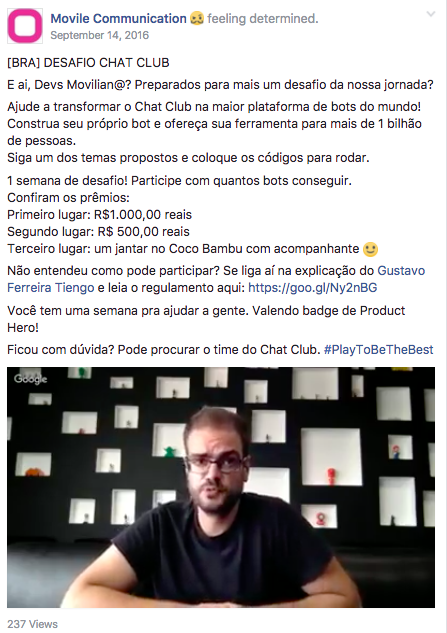 Movile Communication feeling determined.
September 14, 2016
[BRA] DESAFIO CHAT CLUB
E ai, Devs Movilian@? Preparados para mais um desafio da nossa jornada?
Ajude a transformar o Chat Club na maior plataforma de bots do mundo!
Construa seu próprio bot e ofereça sua ferramenta para mais de 1 bilhão
de pessoas.
Siga um dos temas propostos e coloque os códigos para rodar.
1 semana de desafio! Participe com quantos bots conseguir.
Confiram os prêmios:
Primeiro lugar: R$1.000,00 reais
Segundo lugar: R$ 500,00 reais
Terceiro lugar: um jantar no Coco Bambu com acompanhante 😉
Não entendeu como pode participar? Se liga aí na explicação do Gustavo
Ferreira Tiengo e leia o regulamento aqui: https://goo.gl/Ny2nBG
Você tem uma semana pra ajudar a gente. Valendo badge de Product
Hero!
Ficou com dúvida? Pode procurar o time do Chat Club. #PlayToBeTheBest
Google
237 Views